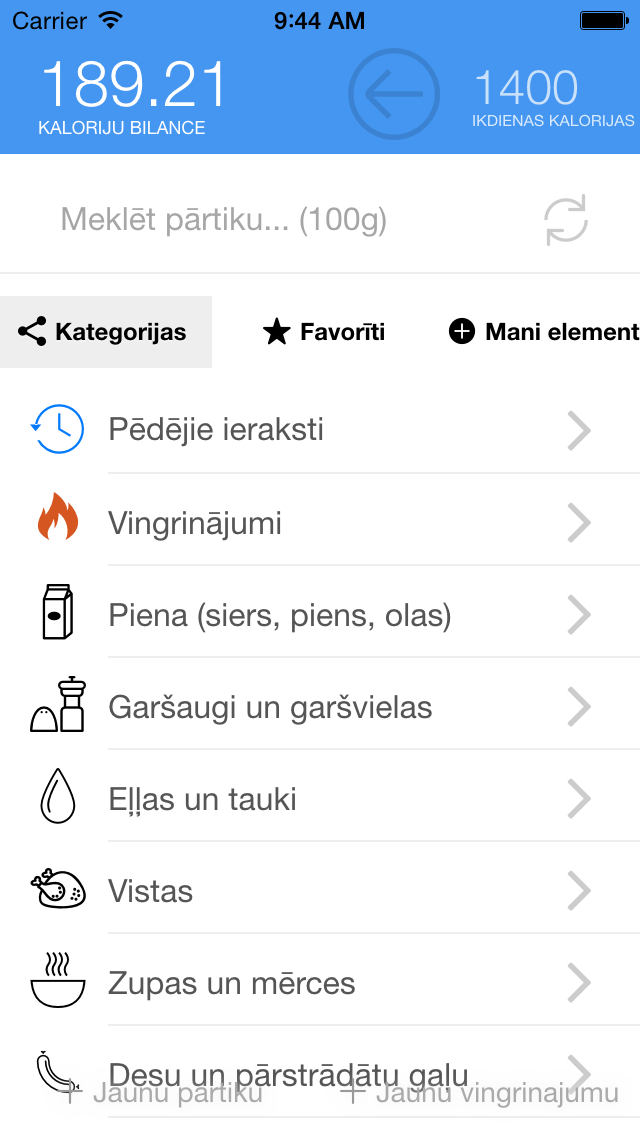 Carrier 9:44 AM
189.21 1400
KALORIJU BILANCE IKDIENAS KALORIJAS
Meklēt pārtiku... (100g)
Kategorijas Favorīti Mani element
Pēdējie ieraksti
Vingrinājumi
Piena (siers, piens, olas)
Garšaugi un garšvielas
Eļļas un tauki
Vistas
Zupas un mērces
Desu un pārstrādātu gaļu
Jaunu pārtiku Jaunu vingrinajumu